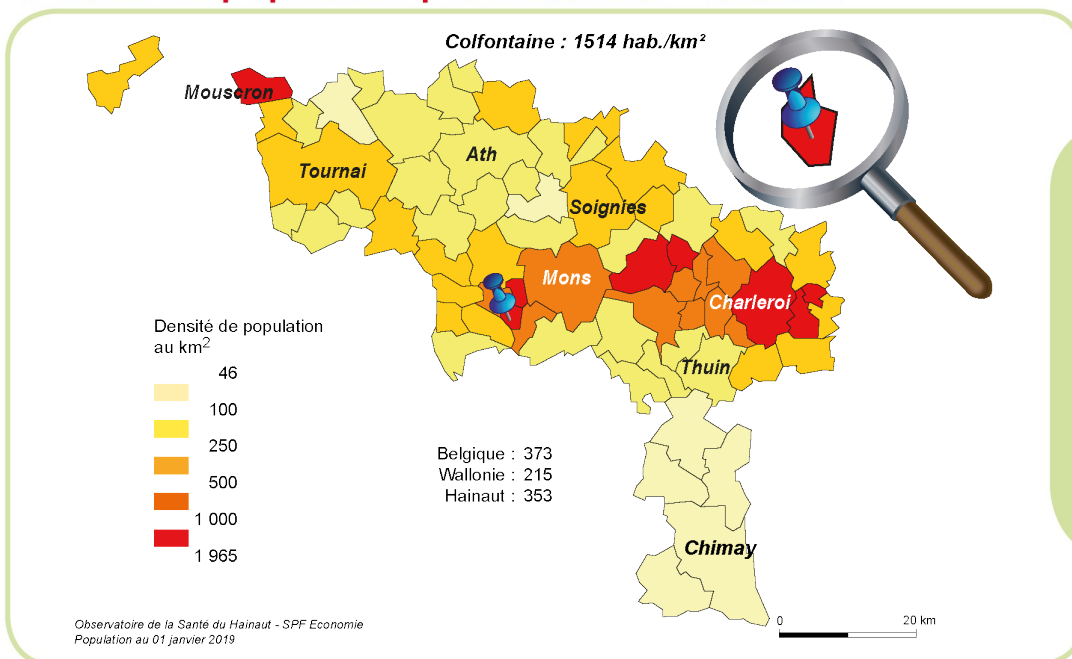 Colfontaine : 1514 hab./km²
Mouscron
Ath
Tournai
Soignies
Mons
Charleroi
Thuin
Chimay
Densité de population
au km2
46
100
250
500
1 000
1 965
Belgique : 373
Wallonie : 215
Hainaut : 353
0 20 km
Observatoire de la Santé du Hainaut - SPF Economie
Population au 01 janvier 2019